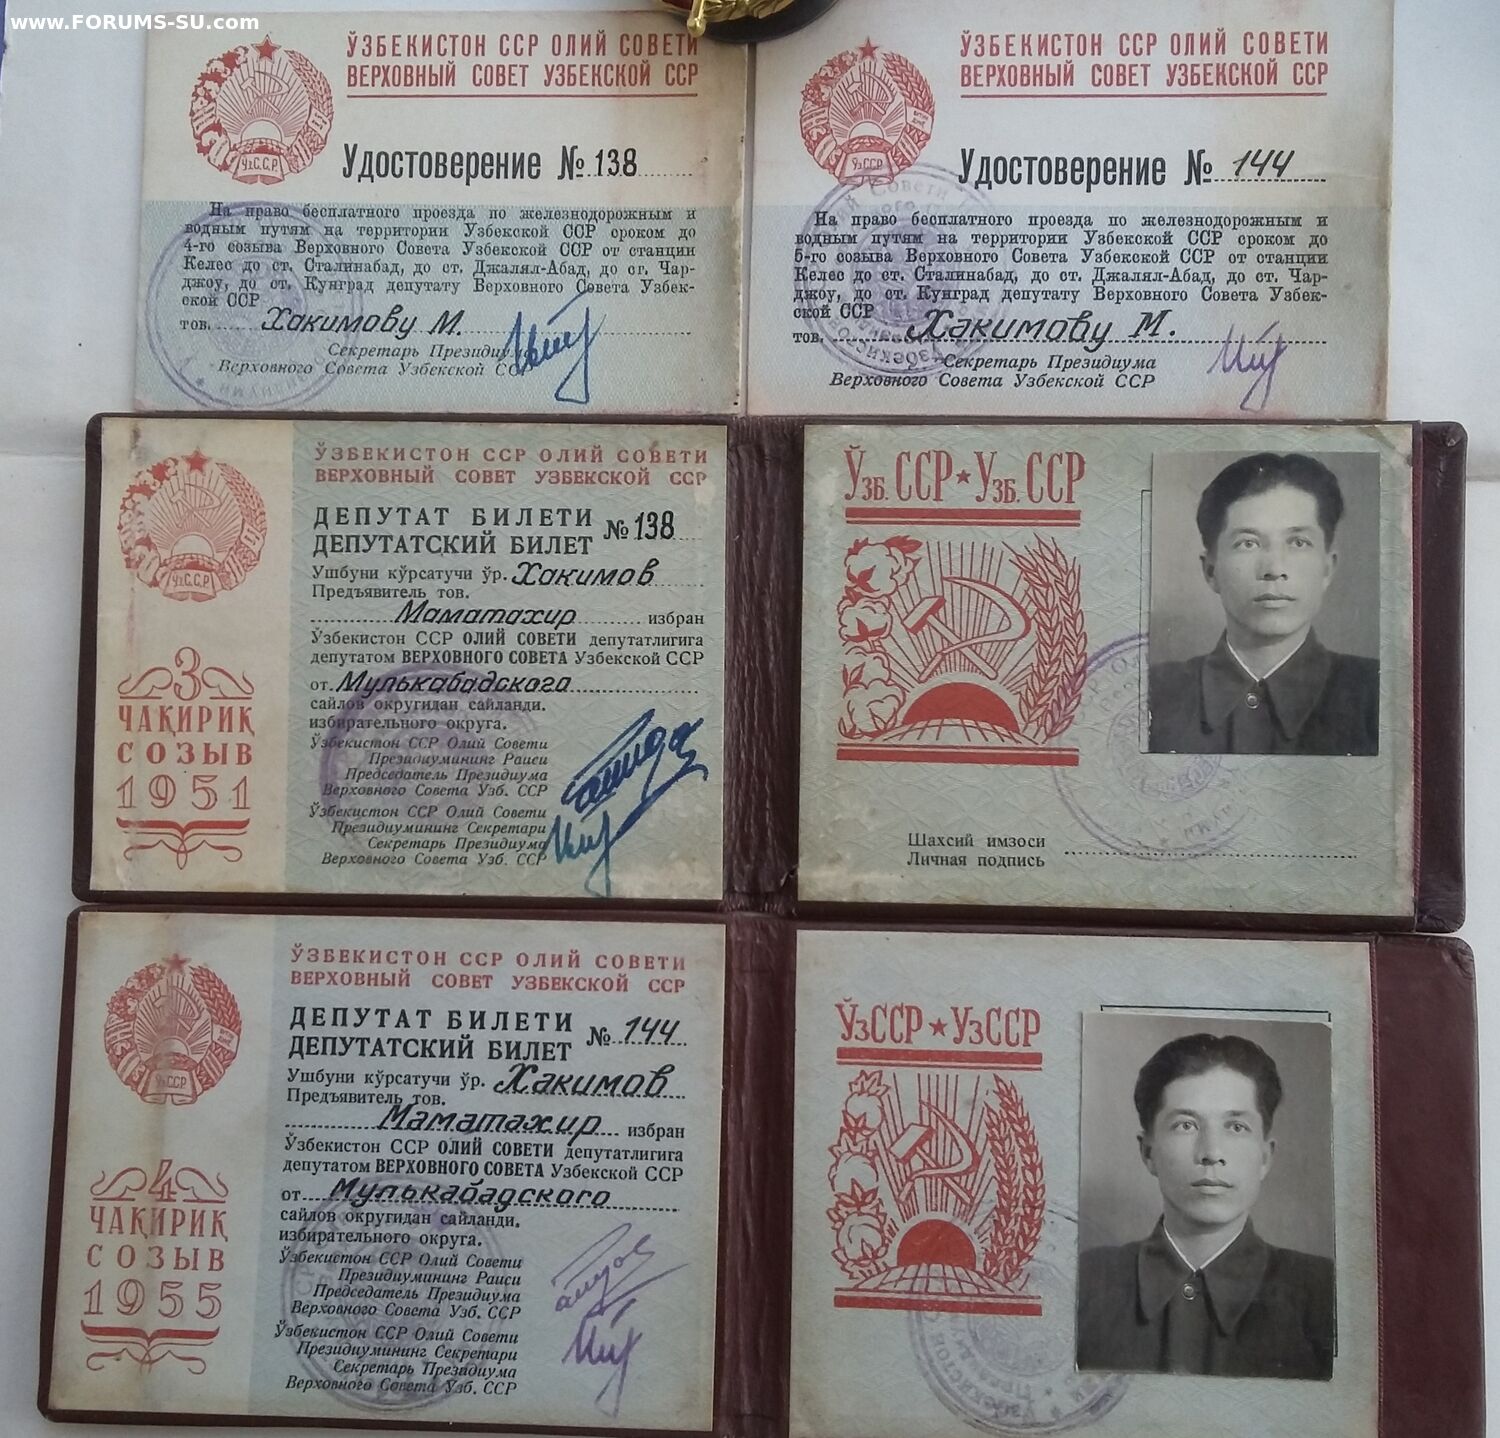 www.FORUMS-SU.com
ЎЗБЕКИСТОН ССР ОЛИЙ СОВЕТИ
ВЕРХОВНЫЙ СОВЕТ УЗБЕКСКОЙ ССР
Удостоверение № 138
УзССР
На право бесплатного проезда по железнодорожным и
водным путям на территории Узбекской ССР сроком до
4-го созыва Верховного Совета Узбекской ССР от станции
Келес до ст. Сталинабад, до ст. Джалял-Абад, до ст. Чар-
джоу, до ст. Кунград депутату Верховного Совета Узбек-
ской ССР
тов. Хакимову М.
Секретарь Президиума
Верховного Совета Узбекской ССР
ЎЗБЕКИСТОН ССР ОЛИЙ СОВЕТИ
ВЕРХОВНЫЙ СОВЕТ УЗБЕКСКОЙ ССР
Удостоверение № 144
УзССР
На право бесплатного проезда по железнодорожным и
водным путям на территории Узбекской ССР сроком до
5-го созыва Верховного Совета Узбекской ССР от станции
Келес до ст. Сталинабад, до ст. Джалял-Абад, до ст. Чар-
джоу, до ст. Кунград депутату Верховного Совета Узбек-
ской ССР
тов. Хакимову М.
Секретарь Президиума
Верховного Совета Узбекской ССР
УзССР
3
ЧАҚИРИҚ
СОЗЫВ
1951
ЎЗБЕКИСТОН ССР ОЛИЙ СОВЕТИ
ВЕРХОВНЫЙ СОВЕТ УЗБЕКСКОЙ ССР
ДЕПУТАТ БИЛЕТИ
ДЕПУТАТСКИЙ БИЛЕТ № 138
Ушбуни кўрсатучи ўр. Хакимов
Предъявитель тов.
Маматахир избран
Ўзбекистон ССР ОЛИЙ СОВЕТИ депутатлигига
депутатом ВЕРХОВНОГО СОВЕТА Узбекской ССР
от Мулькабадского
сайлов округидан сайланди.
избирательного округа.
Ўзбекистон ССР Олий Совети
Президиумининг Раиси
Председатель Президиума
Верховного Совета Узб. ССР
Ўзбекистон ССР Олий Совети
Президиумининг Секретари
Секретарь Президиума
Верховного Совета Узб. ССР
Ўзб. ССР ★ Узб. ССР
Шахсий имзоси
Личная подпись
УзССР
4
ЧАҚИРИҚ
СОЗЫВ
1955
ЎЗБЕКИСТОН ССР ОЛИЙ СОВЕТИ
ВЕРХОВНЫЙ СОВЕТ УЗБЕКСКОЙ ССР
ДЕПУТАТ БИЛЕТИ
ДЕПУТАТСКИЙ БИЛЕТ № 144
Ушбуни кўрсатучи ўр. Хакимов
Предъявитель тов.
Маматахир избран
Ўзбекистон ССР ОЛИЙ СОВЕТИ депутатлигига
депутатом ВЕРХОВНОГО СОВЕТА Узбекской ССР
от Мулькабадского
сайлов округидан сайланди.
избирательного округа.
Ўзбекистон ССР Олий Совети
Президиумининг Раиси
Председатель Президиума
Верховного Совета Узб. ССР
Ўзбекистон ССР Олий Совети
Президиумининг Секретари
Секретарь Президиума
Верховного Совета Узб. ССР
ЎзССР ★ УзССР